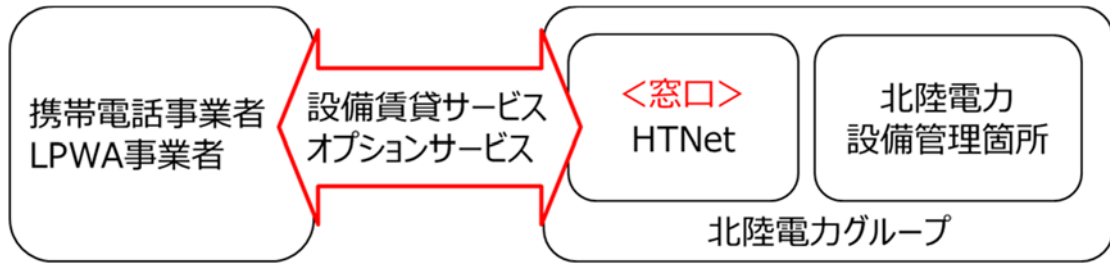 携帯電話事業者
LPWA事業者
設備賃貸サービス
オプションサービス
＜窓口＞
HTNet
北陸電力
設備管理箇所
北陸電力グループ